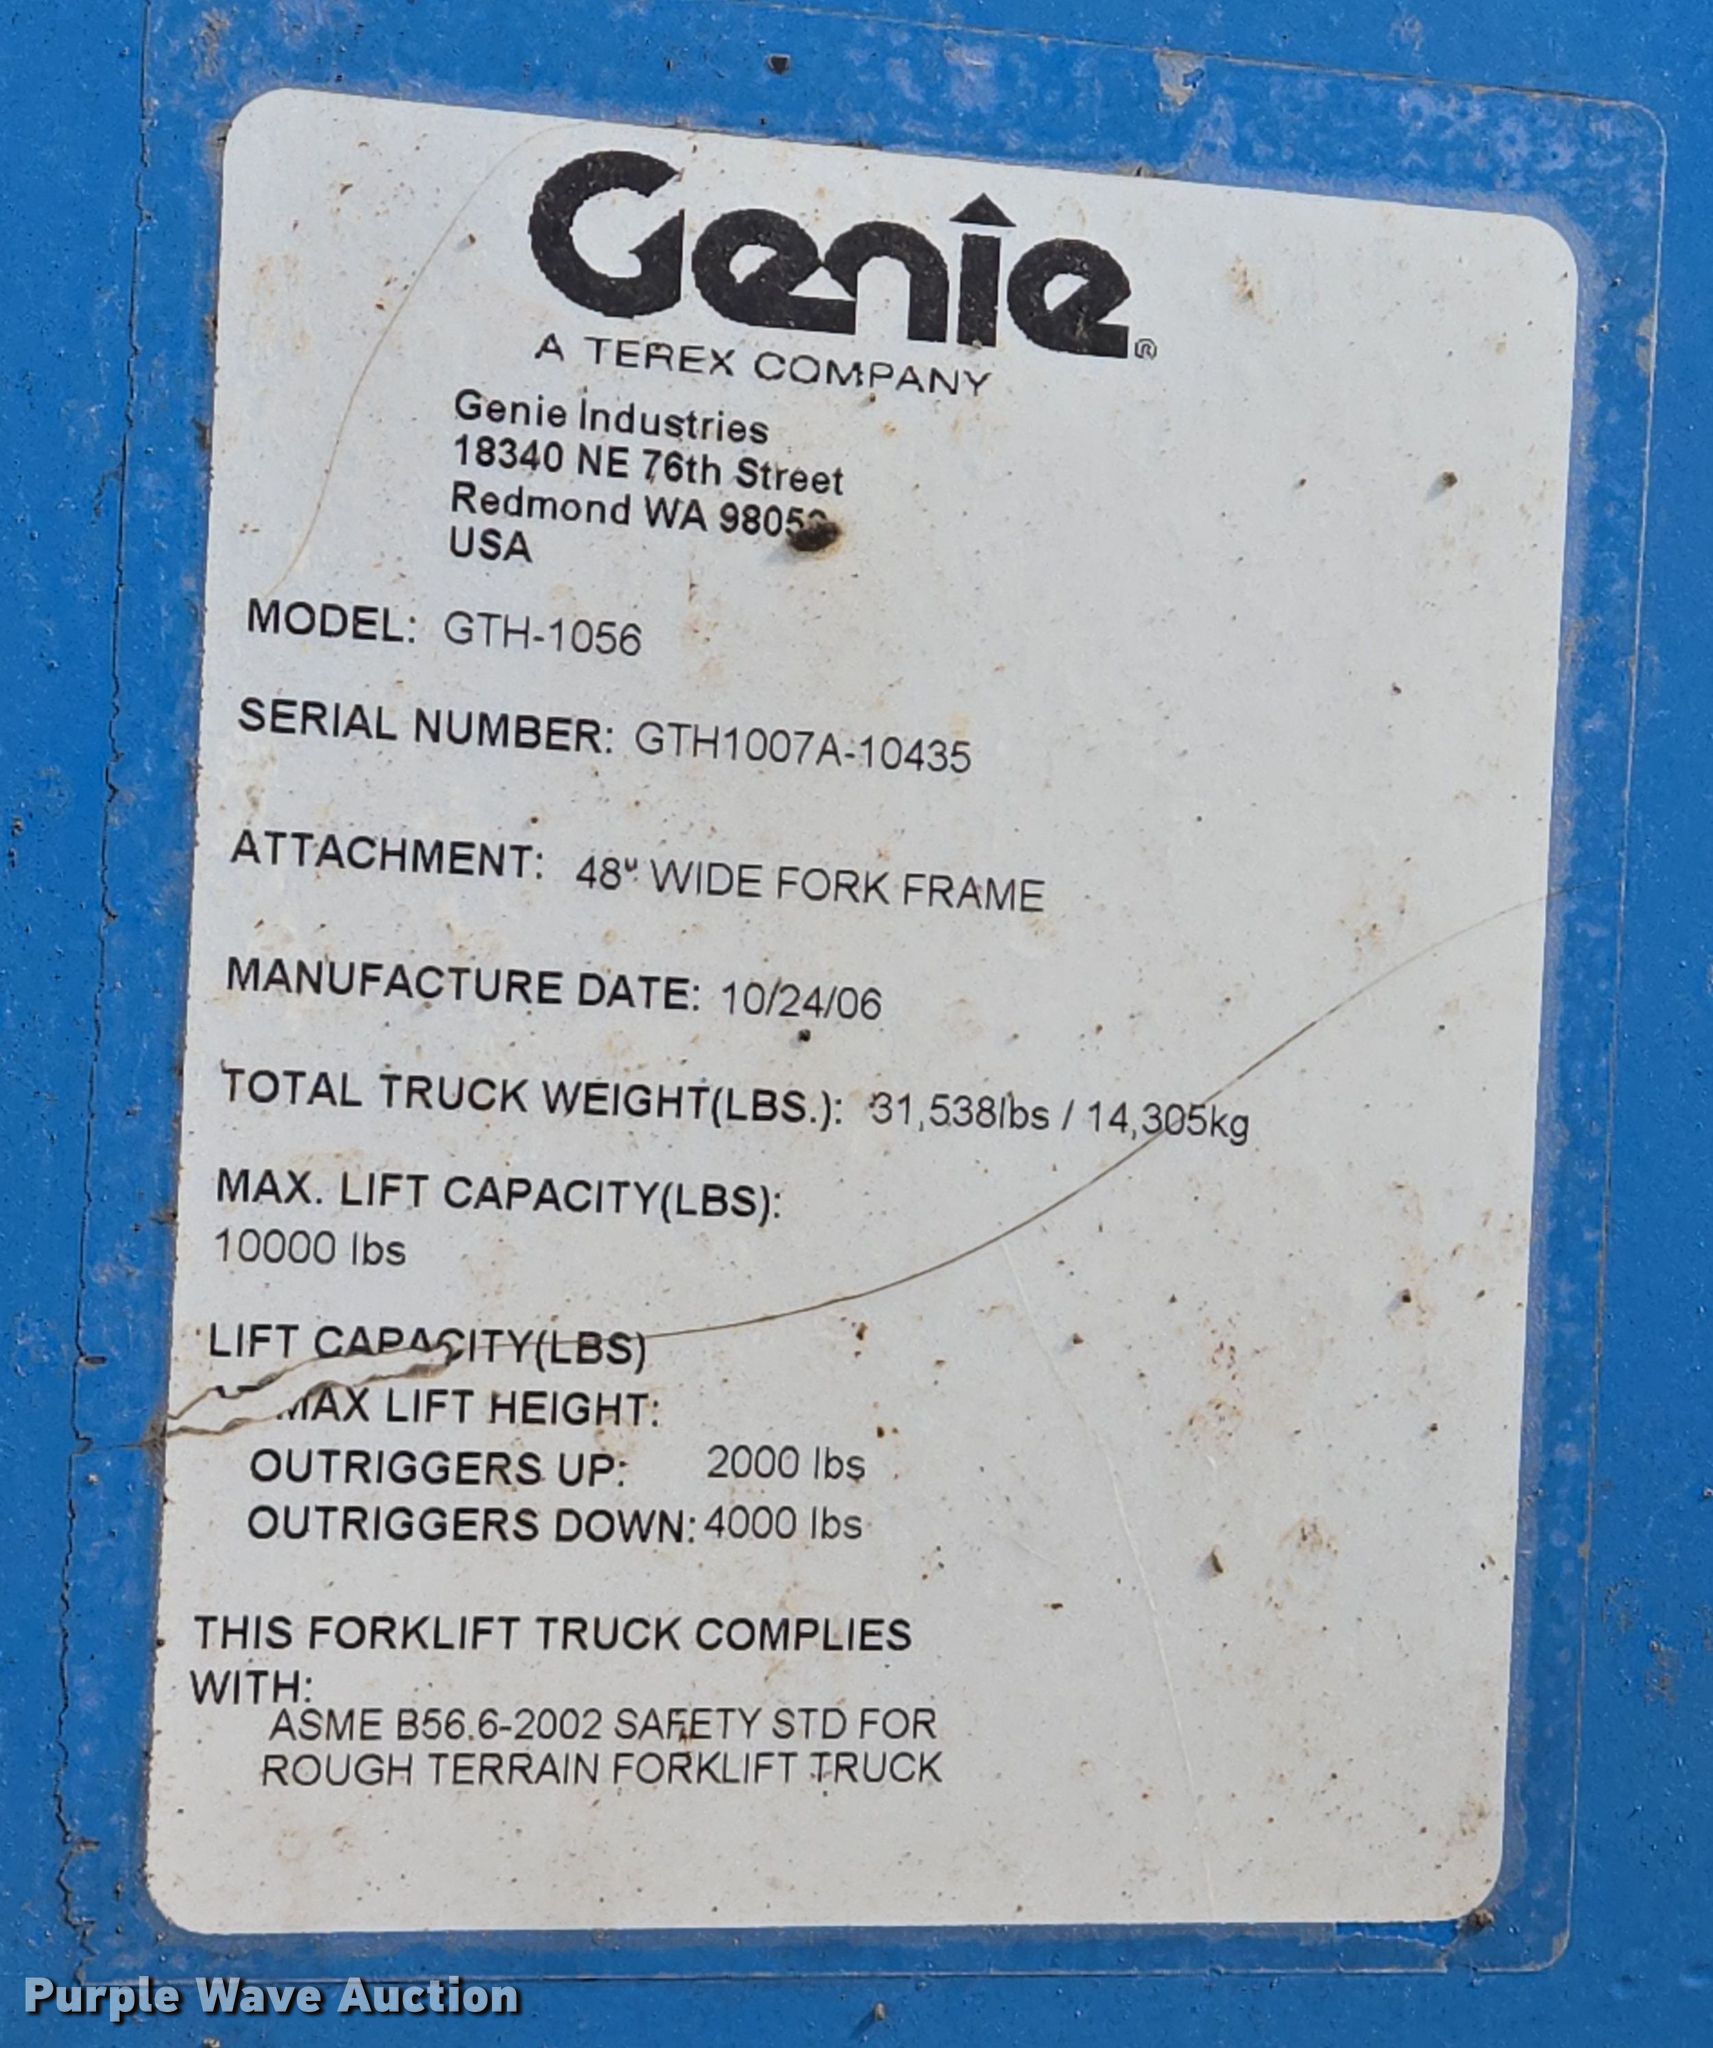 Genie®
A TEREX COMPANY
Genie Industries
18340 NE 76th Street
Redmond WA
USA
MODEL: GTH-1056
SERIAL NUMBER: GTH1007A-10435
ATTACHMENT: 48" WIDE FORK FRAME
MANUFACTURE DATE: 10/24/06
TOTAL TRUCK WEIGHT(LBS.): 31,538lbs / 14,305kg
MAX. LIFT CAPACITY(LBS):
10000 lbs
LIFT CAPACITY(LBS)
MAX LIFT HEIGHT:
OUTRIGGERS UP: 2000 lbs
OUTRIGGERS DOWN: 4000 lbs
THIS FORKLIFT TRUCK COMPLIES
WITH:
ASME B56.6-2002 SAFETY STD FOR
ROUGH TERRAIN FORKLIFT TRUCK
Purple Wave Auction